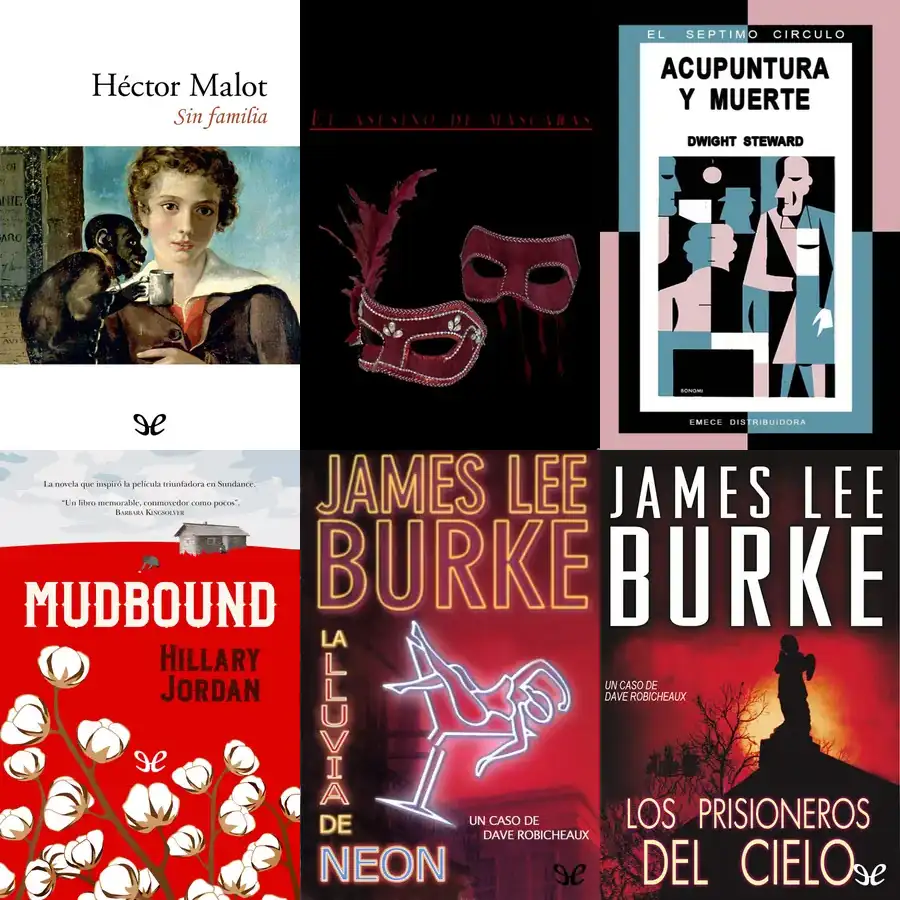 Héctor Malot
Sin familia
EL ASESINO DE MÁSCARAS
EL SEPTIMO CIRCULO
ACUPUNTURA
Y MUERTE
DWIGHT STEWARD
BONOMI
EMECE DISTRIBUIDORA
La novela que inspiró la película triunfadora en Sundance.
“Un libro memorable, conmovedor como pocos”.
BARBARA KINGSOLVER
MUDBOUND
HILLARY
JORDAN
JAMES LEE
BURKE
LA
LLUVIA
DE
NEON
UN CASO DE
DAVE ROBICHEAUX
JAMES LEE
BURKE
UN CASO DE
DAVE ROBICHEAUX
LOS PRISIONEROS
DEL CIELO